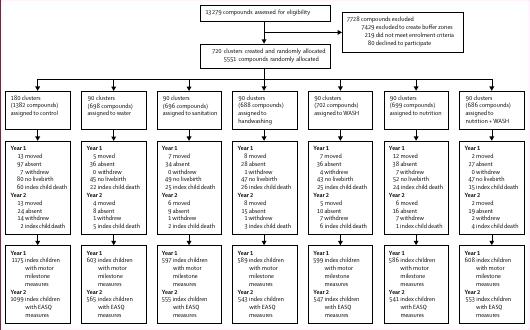 13279 compounds assessed for eligibility
7728 compounds excluded
7429 excluded to create buffer zones
219 did not meet enrolment criteria
80 declined to participate
720 clusters created and randomly allocated
5551 compounds randomly allocated
180 clusters
(1382 compounds)
assigned to control
90 clusters
(698 compounds)
assigned to water
90 clusters
(696 compounds)
assigned to sanitation
90 clusters
(688 compounds)
assigned to
handwashing
90 clusters
(702 compounds)
assigned to WASH
90 clusters
(699 compounds)
assigned to nutrition
90 clusters
(686 compounds)
assigned to
nutrition + WASH
Year 1
13 moved
97 absent
7 withdrew
80 no livebirth
60 index child death
Year 2
13 moved
24 absent
14 withdrew
2 index child death
Year 1
5 moved
36 absent
0 withdrew
45 no livebirth
22 index child death
Year 2
4 moved
8 absent
1 withdrew
5 index child death
Year 1
7 moved
34 absent
0 withdrew
49 no livebirth
25 index child death
Year 2
6 moved
9 absent
1 withdrew
2 index child death
Year 1
8 moved
28 absent
1 withdrew
47 no livebirth
26 index child death
Year 2
8 moved
15 absent
1 withdrew
3 index child death
Year 1
7 moved
36 absent
4 withdrew
43 no livebirth
25 index child death
Year 2
5 moved
10 absent
7 withdrew
6 index child death
Year 1
12 moved
38 absent
7 withdrew
52 no livebirth
24 index child death
Year 2
6 moved
16 absent
7 withdrew
1 index child death
Year 1
2 moved
27 absent
0 withdrew
47 no livebirth
15 index child death
Year 2
2 moved
19 absent
2 withdrew
4 index child death
Year 1
1175 index children
with motor
milestone
measures
Year 2
1099 index children
with EASQ
measures
Year 1
603 index children
with motor
milestone
measures
Year 2
565 index children
with EASQ
measures
Year 1
597 index children
with motor
milestone
measures
Year 2
555 index children
with EASQ
measures
Year 1
589 index children
with motor
milestone
measures
Year 2
543 index children
with EASQ
measures
Year 1
599 index children
with motor
milestone
measures
Year 2
547 index children
with EASQ
measures
Year 1
586 index children
with motor
milestone
measures
Year 2
541 index children
with EASQ
measures
Year 1
608 index children
with motor
milestone
measures
Year 2
553 index children
with EASQ
measures